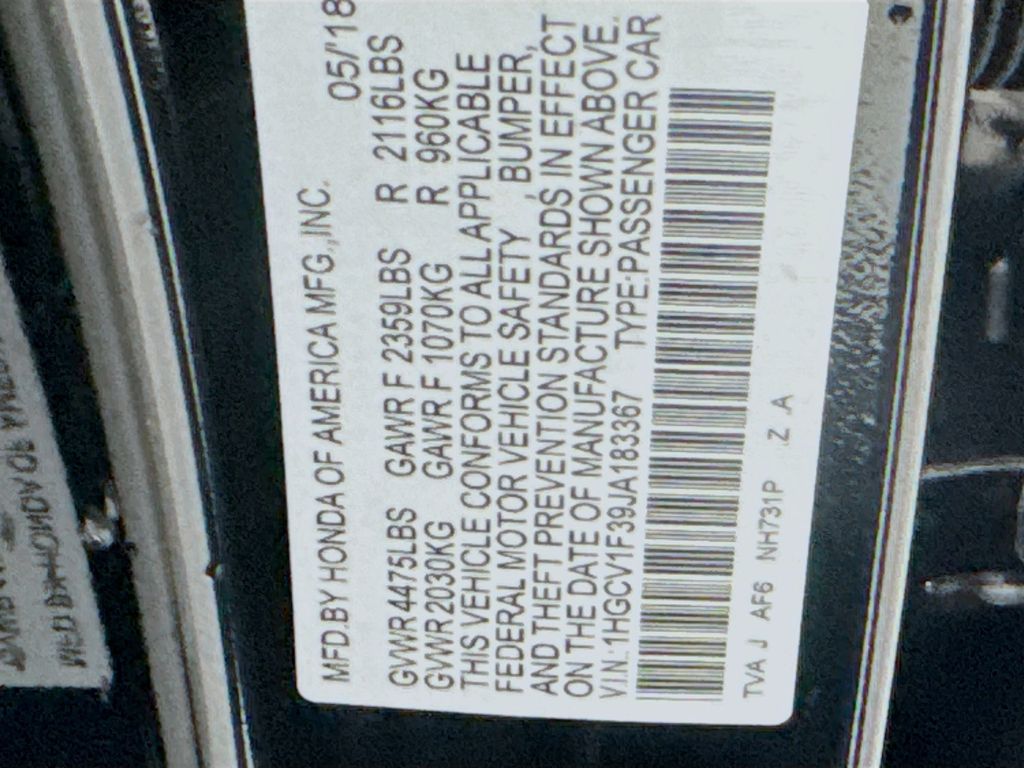 MFD.BY HONDA OF AMERICA MFG.,INC. 05/'18
GVWR 4475LBS GAWR F 2359LBS R 2116LBS
GVWR 2030KG GAWR F 1070KG R 960KG
THIS VEHICLE CONFORMS TO ALL APPLICABLE
FEDERAL MOTOR VEHICLE SAFETY , BUMPER,
AND THEFT PREVENTION STANDARDS IN EFFECT
ON THE DATE OF MANUFACTURE SHOWN ABOVE.
V.I.N.:1HGCV1F39JA183367 TYPE:PASSENGER CAR
TVA J AF6 NH731P Z A